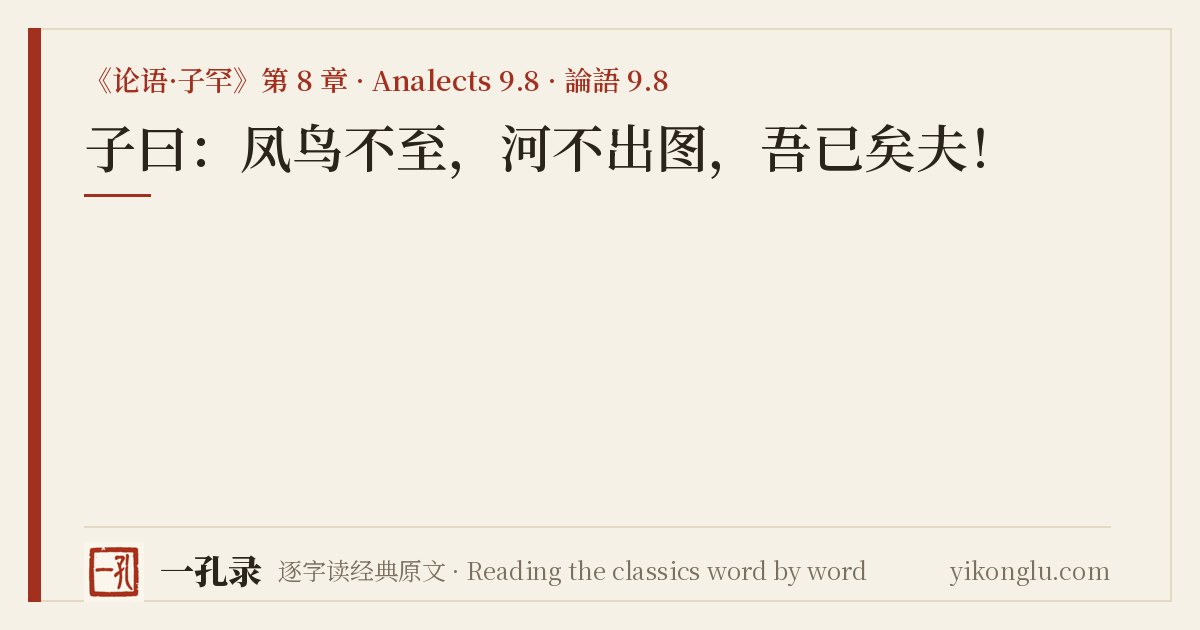 《论语·子罕》第 8 章 · Analects 9.8 · 論語 9.8
子曰：凤鸟不至，河不出图，吾已矣夫！
一孔
一孔录 逐字读经典原文 · Reading the classics word by word yikonglu.com